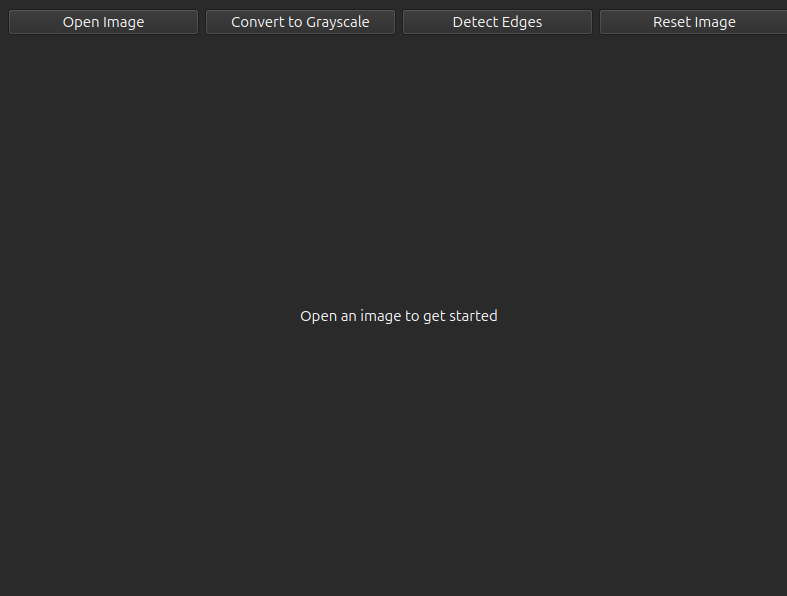 Open Image
Convert to Grayscale
Detect Edges
Reset Image
Open an image to get started